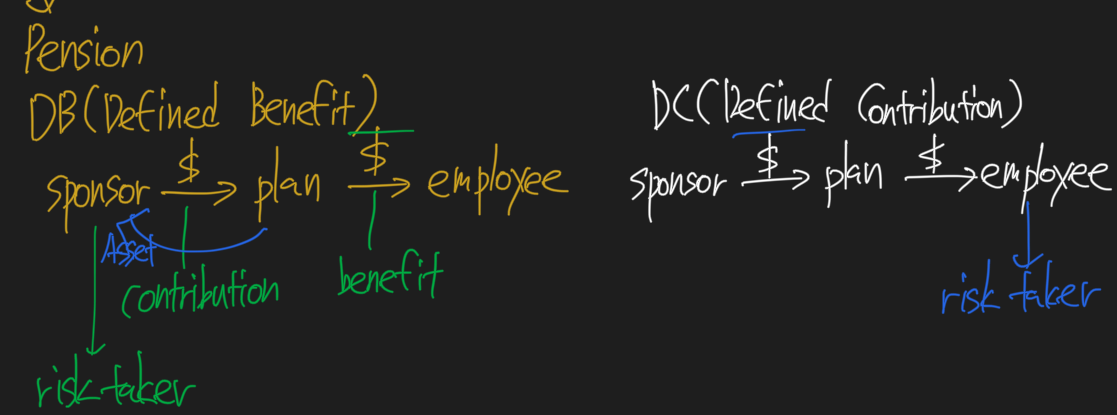 Pension
DB (Defined Benefit)
$ $
sponsor → plan → employee
Asset
contribution
benefit
risk taker
DC (Defined Contribution)
$ $
sponsor → plan → employee
risk taker